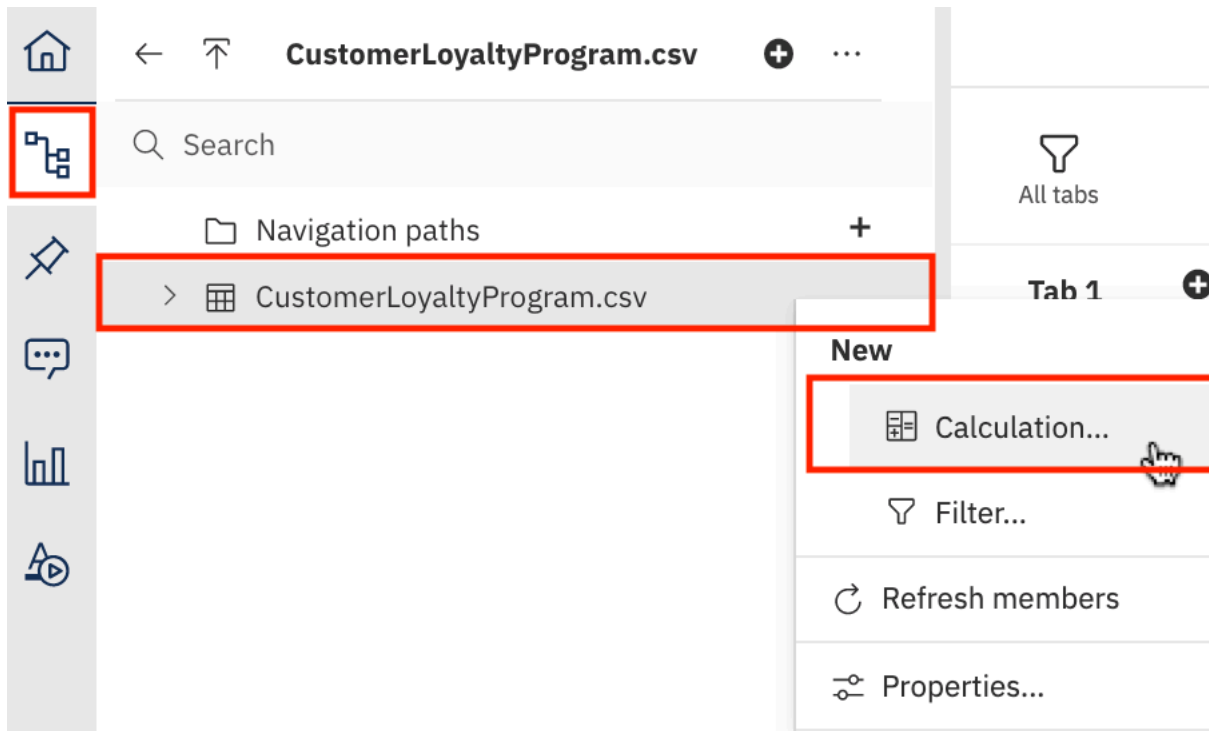 CustomerLoyaltyProgram.csv
Search
All tabs
Navigation paths
CustomerLoyaltyProgram.csv
Tab 1
New
Calculation...
Filter...
Refresh members
Properties...